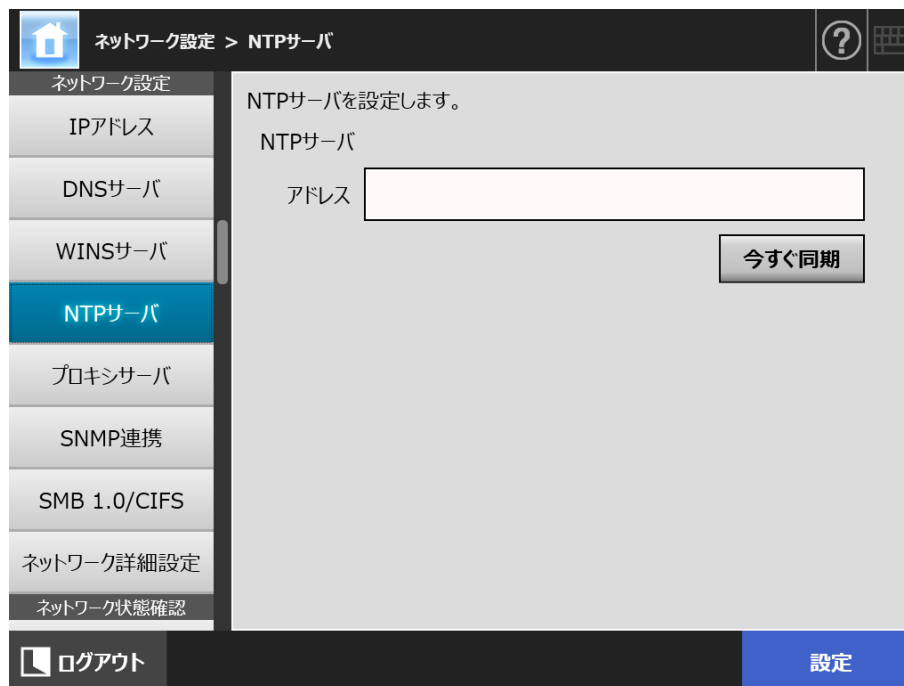 ネットワーク設定 > NTPサーバ
ネットワーク設定
IPアドレス
DNSサーバ
WINSサーバ
NTPサーバ
プロキシサーバ
SNMP連携
SMB 1.0/CIFS
ネットワーク詳細設定
ネットワーク状態確認
NTPサーバを設定します。
NTPサーバ
アドレス
今すぐ同期
ログアウト
設定